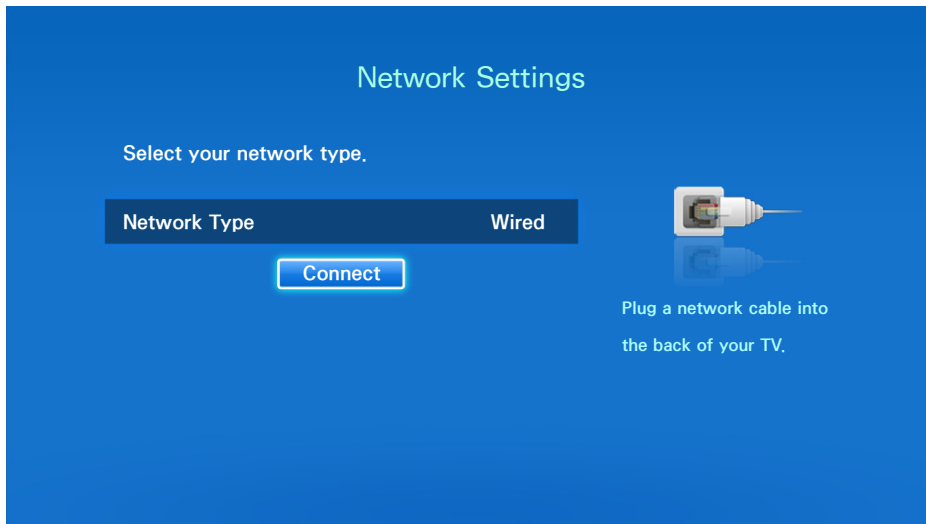 Network Settings
Select your network type.
Network Type Wired
Connect
Plug a network cable into
the back of your TV.